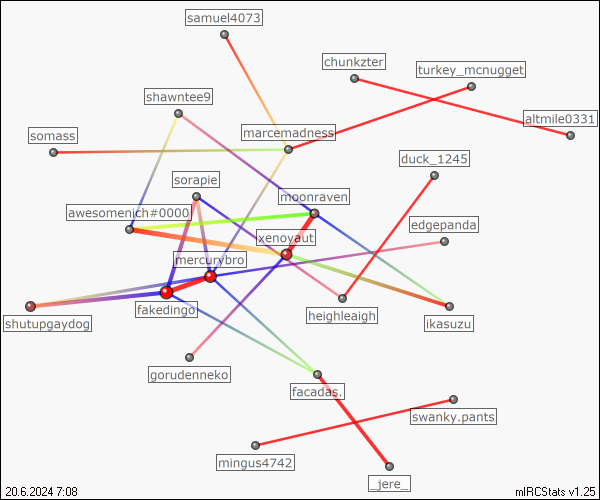 samuel4073
chunkzter
turkey_mcnugget
shawntee9
altmile0331
marcemadness
somass
duck_1245
sorapie
moonraven
awesomenich#0000
edgepanda
xenoyaut
mercurybro
fakedingo
heighleaigh
shutupgaydog
ikasuzu
gorudenneko
facadas.
swanky.pants
mingus4742
_jere_
20.6.2024 7:08
mIRCStats v1.25